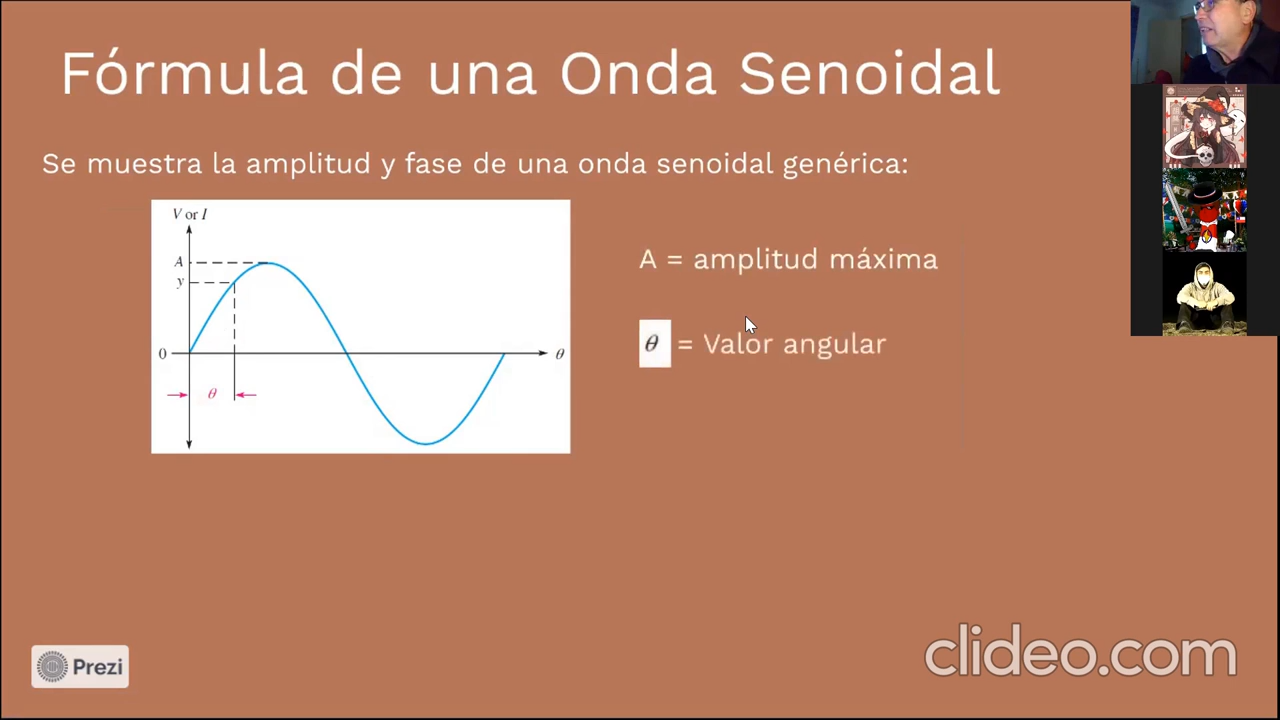 Fórmula de una Onda Senoidal
Se muestra la amplitud y fase de una onda senoidal genérica:
V or I
A
y
0
θ
θ
A = amplitud máxima
θ = Valor angular
Prezi
clideo.com